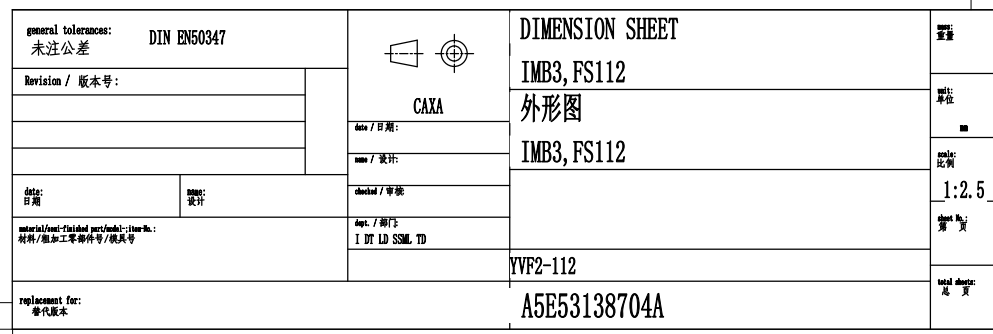 general tolerances:
未注公差
DIN EN50347
Revision / 版本号:
CAXA
date / 日期:
name / 设计:
checked / 审核:
dept. / 部门:
I DT LD SSML TD
date:
日期
name:
设计
material/semi-finished part/model-;item-No.:
材料/粗加工零部件号/模具号
replacement for:
替代版本
DIMENSION SHEET
IMB3,FS112
外形图
IMB3,FS112
YVF2-112
A5E53138704A
mass:
重量
unit:
单位
mm
scale:
比例
1:2.5
sheet No.:
第 页
total sheets:
总 页